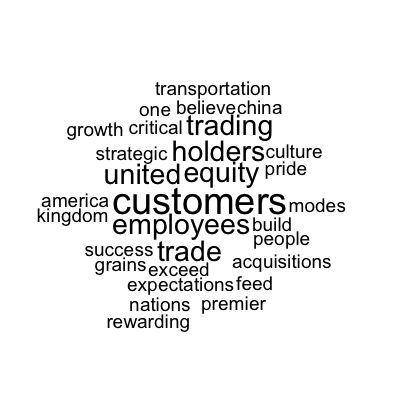 transportation
one believe china
growth critical trading
strategic holders culture
united equity pride
america customers modes
kingdom employees build
people
success trade
grains exceed acquisitions
expectations feed
nations premier
rewarding